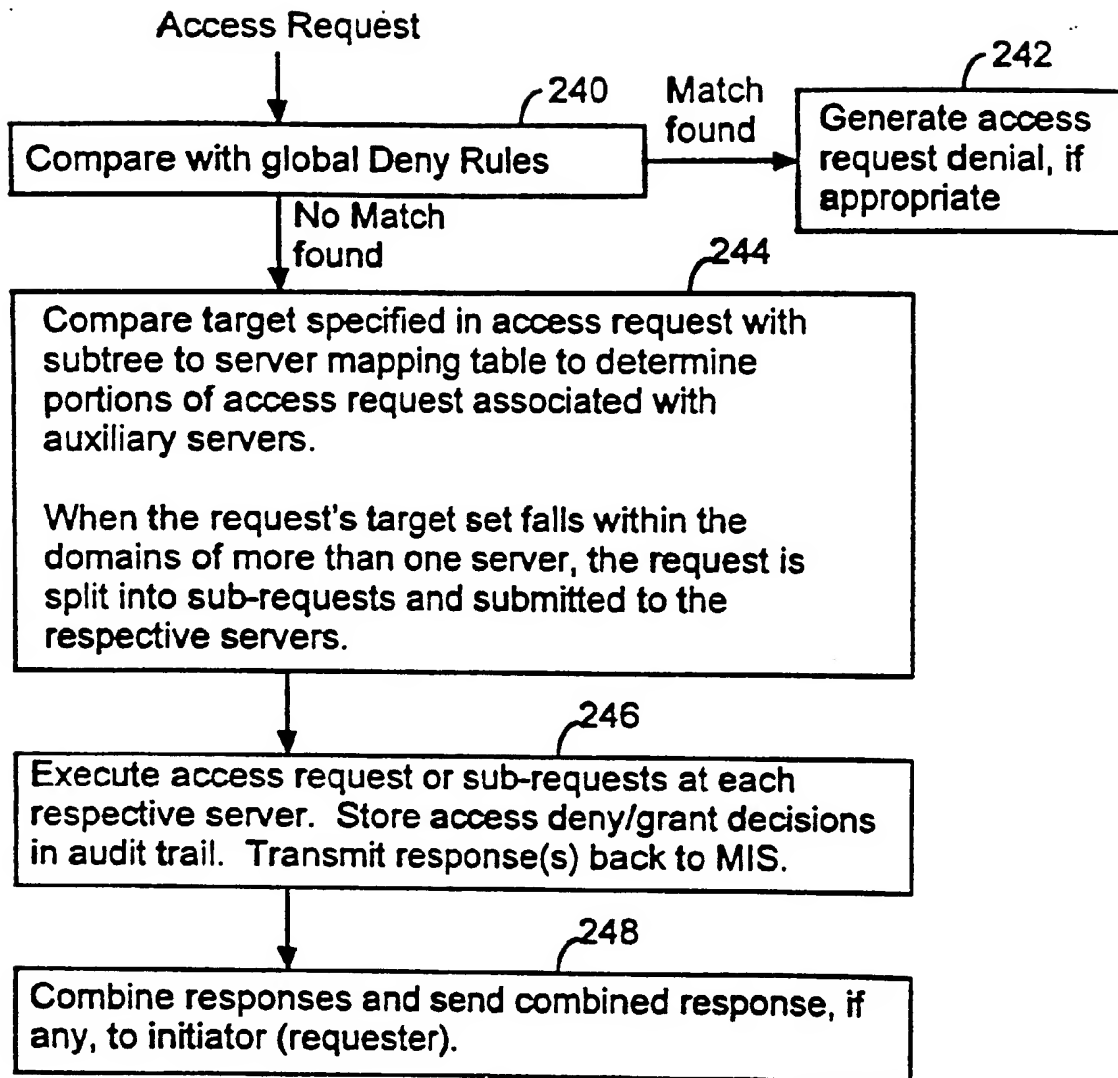 Access Request
240
Match
found
242
Compare with global Deny Rules
Generate access
request denial, if
appropriate
No Match
found
244
Compare target specified in access request with
subtree to server mapping table to determine
portions of access request associated with
auxiliary servers.
When the request's target set falls within the
domains of more than one server, the request is
split into sub-requests and submitted to the
respective servers.
246
Execute access request or sub-requests at each
respective server.  Store access deny/grant decisions
in audit trail.  Transmit response(s) back to MIS.
248
Combine responses and send combined response, if
any, to initiator (requester).